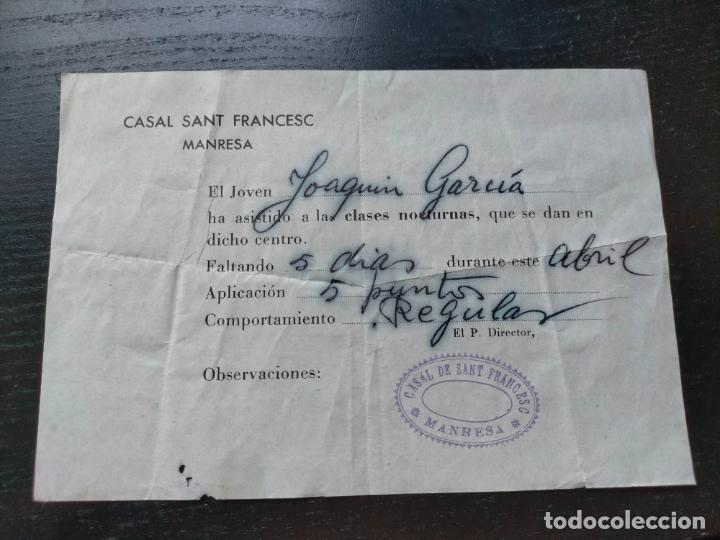 CASAL SANT FRANCESC
MANRESA
El Joven Joaquin García
ha asistido a las clases nocturnas, que se dan en
dicho centro.
Faltando 5 dias durante este abril
Aplicación 5 puntos
Comportamiento Regular
El P. Director,
Observaciones:
CASAL DE SANT FRANCESC
* MANRESA *
todocoleccion.net